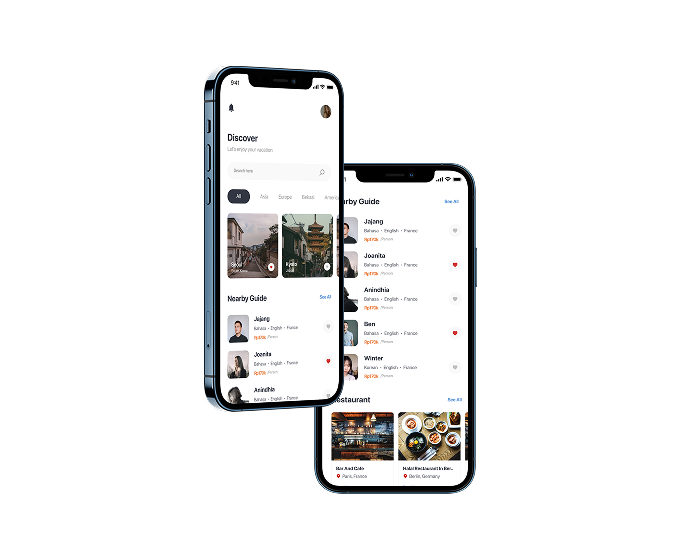 9:41
Discover
Let's enjoy your vacation
Search here
All
Asia
Europe
Bekasi
America
Seoul
South Korea
Kyoto
Japan
Nearby Guide
See All
Jajang
Bahasa • English • France
Rp170k /Person
Joanita
Bahasa • English • France
Rp170k /Person
Anindhia
Bahasa • English • France
arby Guide
See All
Jajang
Bahasa • English • France
Rp170k /Person
Joanita
Bahasa • English • France
Rp170k /Person
Anindhia
Bahasa • English • France
Rp170k /Person
Ben
Bahasa • English • France
Rp170k /Person
Winter
Korean • English • France
Rp170k /Person
estaurant
See All
Bar And Cafe
Paris, France
Halal Restaurant In Ber..
Berlin, Germany